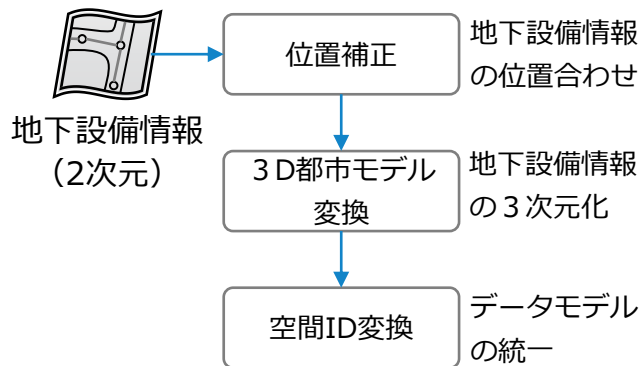 地下設備情報
（2次元）
位置補正
地下設備情報
の位置合わせ
３D都市モデル
変換
地下設備情報
の３次元化
空間ID変換
データモデル
の統一